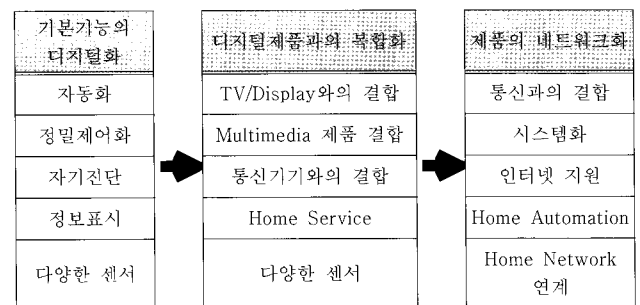 기본기능의
디지털화
자동화
정밀제어화
자기진단
정보표시
다양한 센서
디지털제품과의 복합화
TV/Display와의 결합
Multimedia 제품 결합
통신기기와의 결합
Home Service
다양한 센서
제품의 네트워크화
통신과의 결합
시스템화
인터넷 지원
Home Automation
Home Network
연계